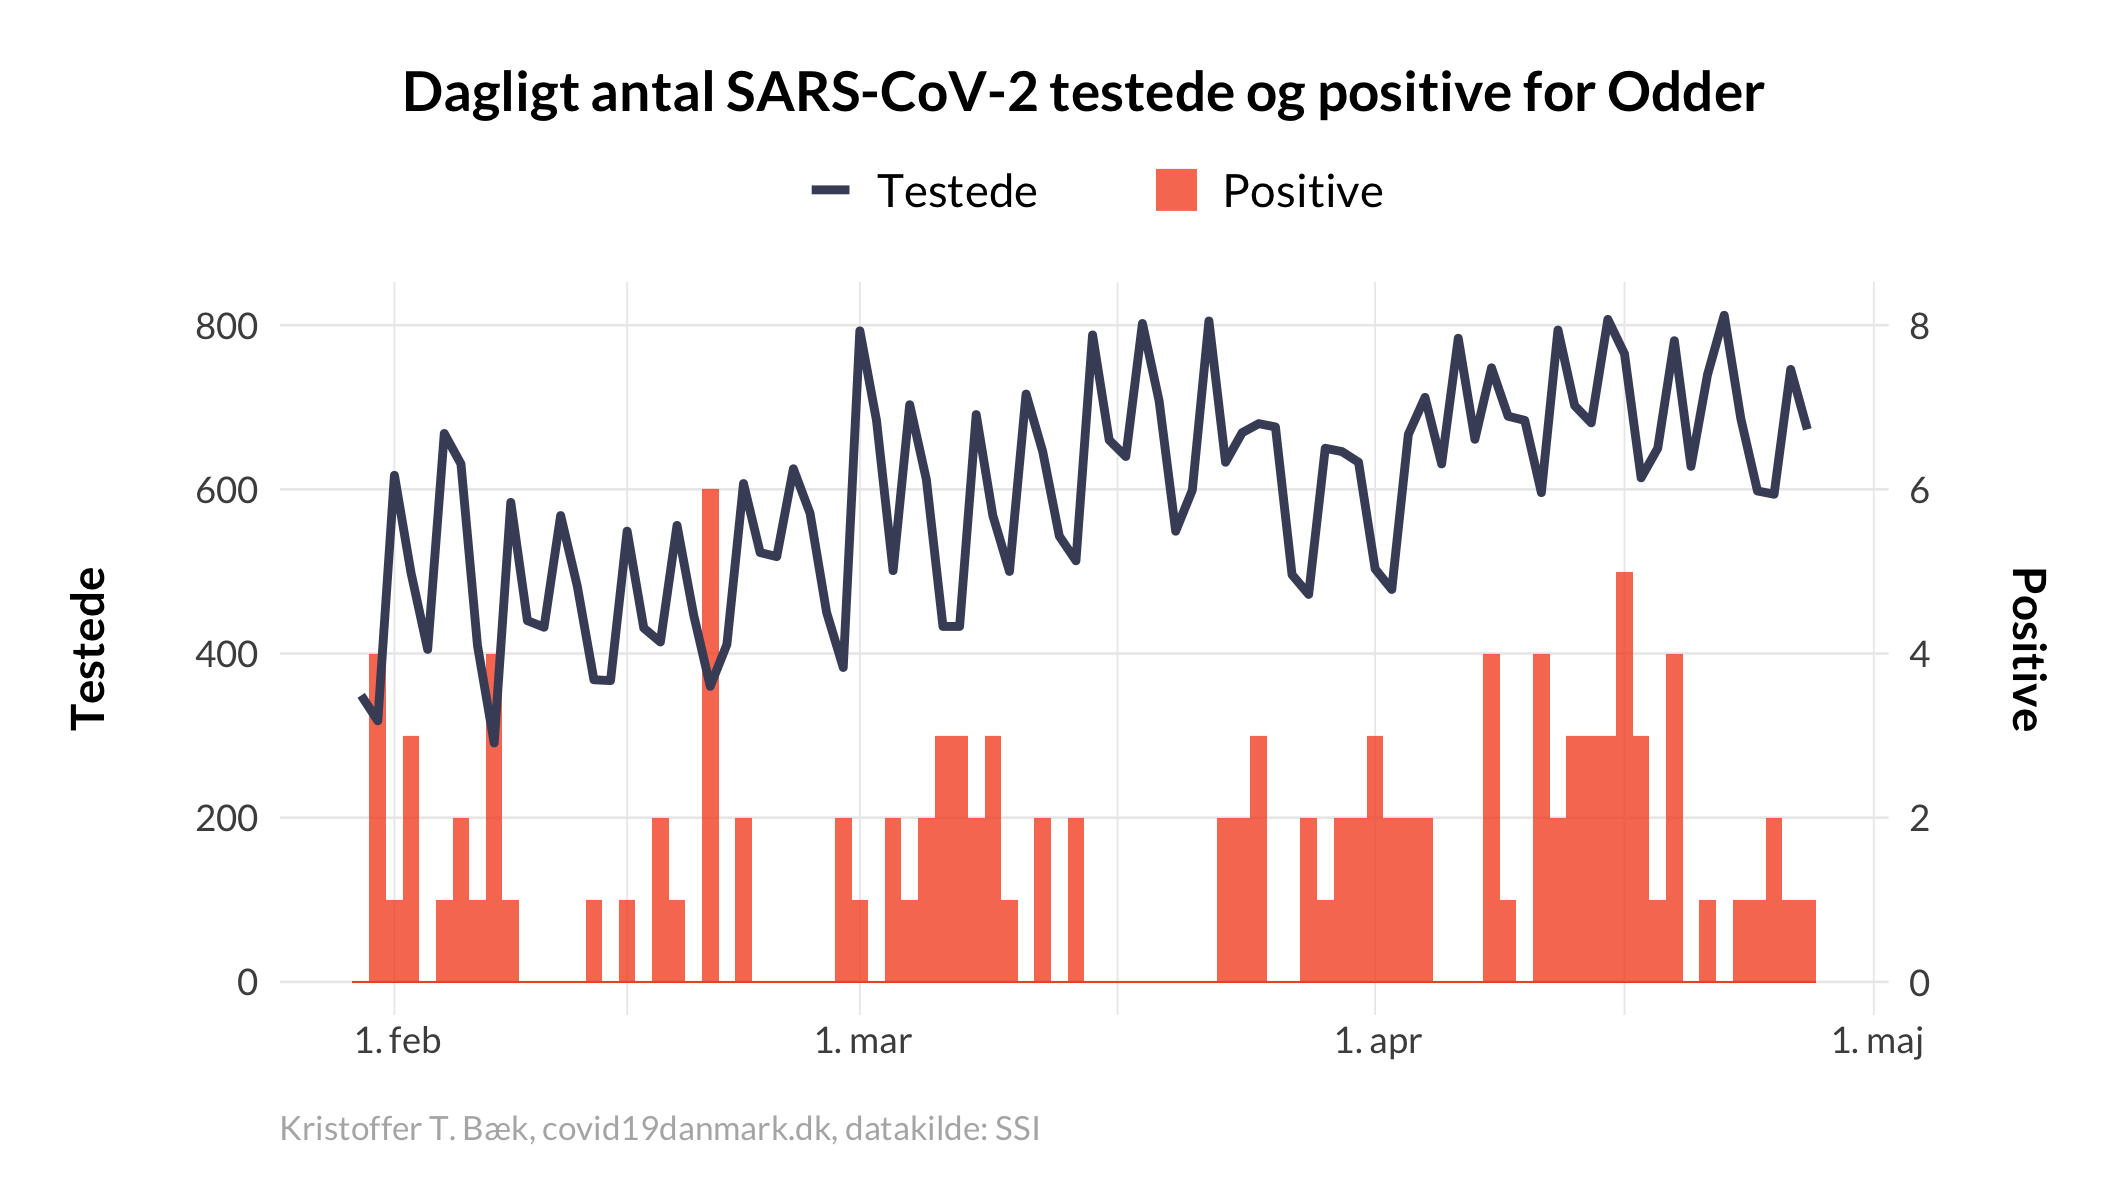 Dagligt antal SARS-CoV-2 testede og positive for Odder
Testede Positive
800 8
600 6
400 4
200 2
0 0
Testede
Positive
1. feb 1. mar 1. apr 1. maj
Kristoffer T. Bæk, covid19danmark.dk, datakilde: SSI